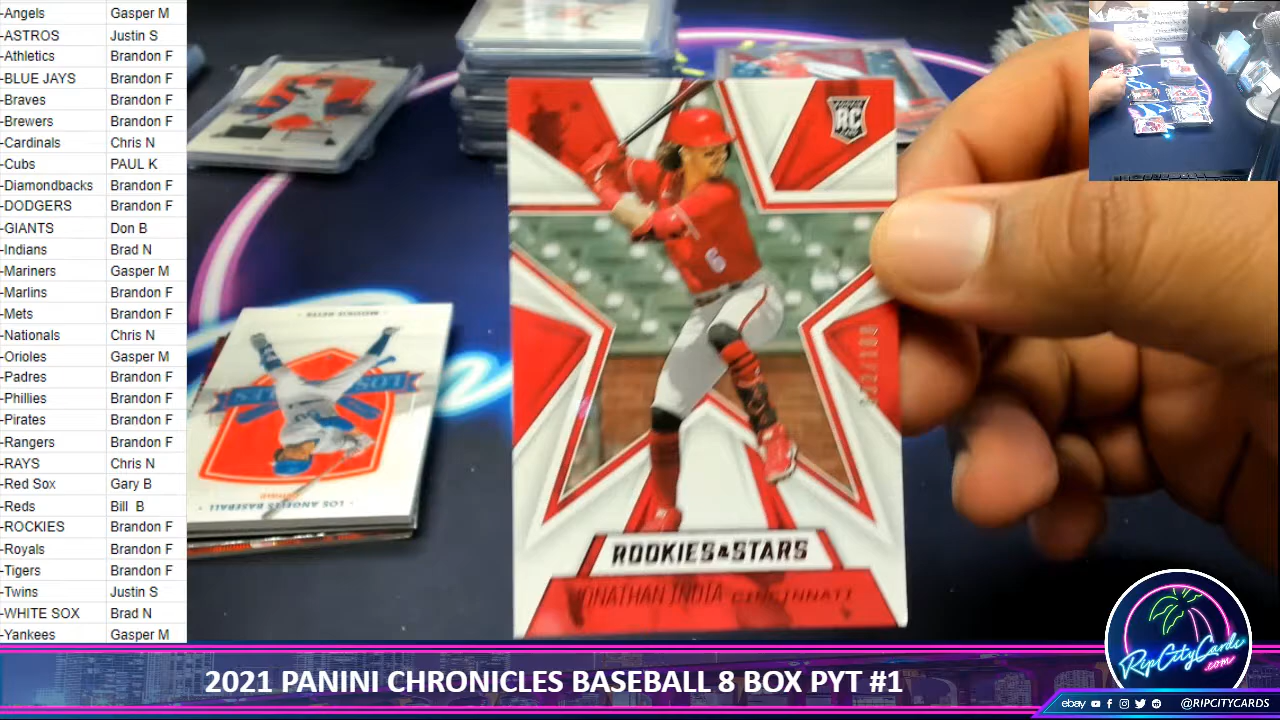 -Angels Gasper M
-ASTROS Justin S
-Athletics Brandon F
-BLUE JAYS Brandon F
-Braves Brandon F
-Brewers Brandon F
-Cardinals Chris N
-Cubs PAUL K
-Diamondbacks Brandon F
-DODGERS Brandon F
-GIANTS Don B
-Indians Brad N
-Mariners Gasper M
-Marlins Brandon F
-Mets Brandon F
-Nationals Chris N
-Orioles Gasper M
-Padres Brandon F
-Phillies Brandon F
-Pirates Brandon F
-Rangers Brandon F
-RAYS Chris N
-Red Sox Gary B
-Reds Bill B
-ROCKIES Brandon F
-Royals Brandon F
-Tigers Brandon F
-Twins Justin S
-WHITE SOX Brad N
-Yankees Gasper M
RC
6
ROOKIES&STARS
JONATHAN INDIA CINCINNATI
MOOKIE BETTS
LOS ANGELES BASEBALL
RipCityCards
.com
2021 PANINI CHRONICLES BASEBALL 8 BOX PYT #1
ebay @RIPCITYCARDS